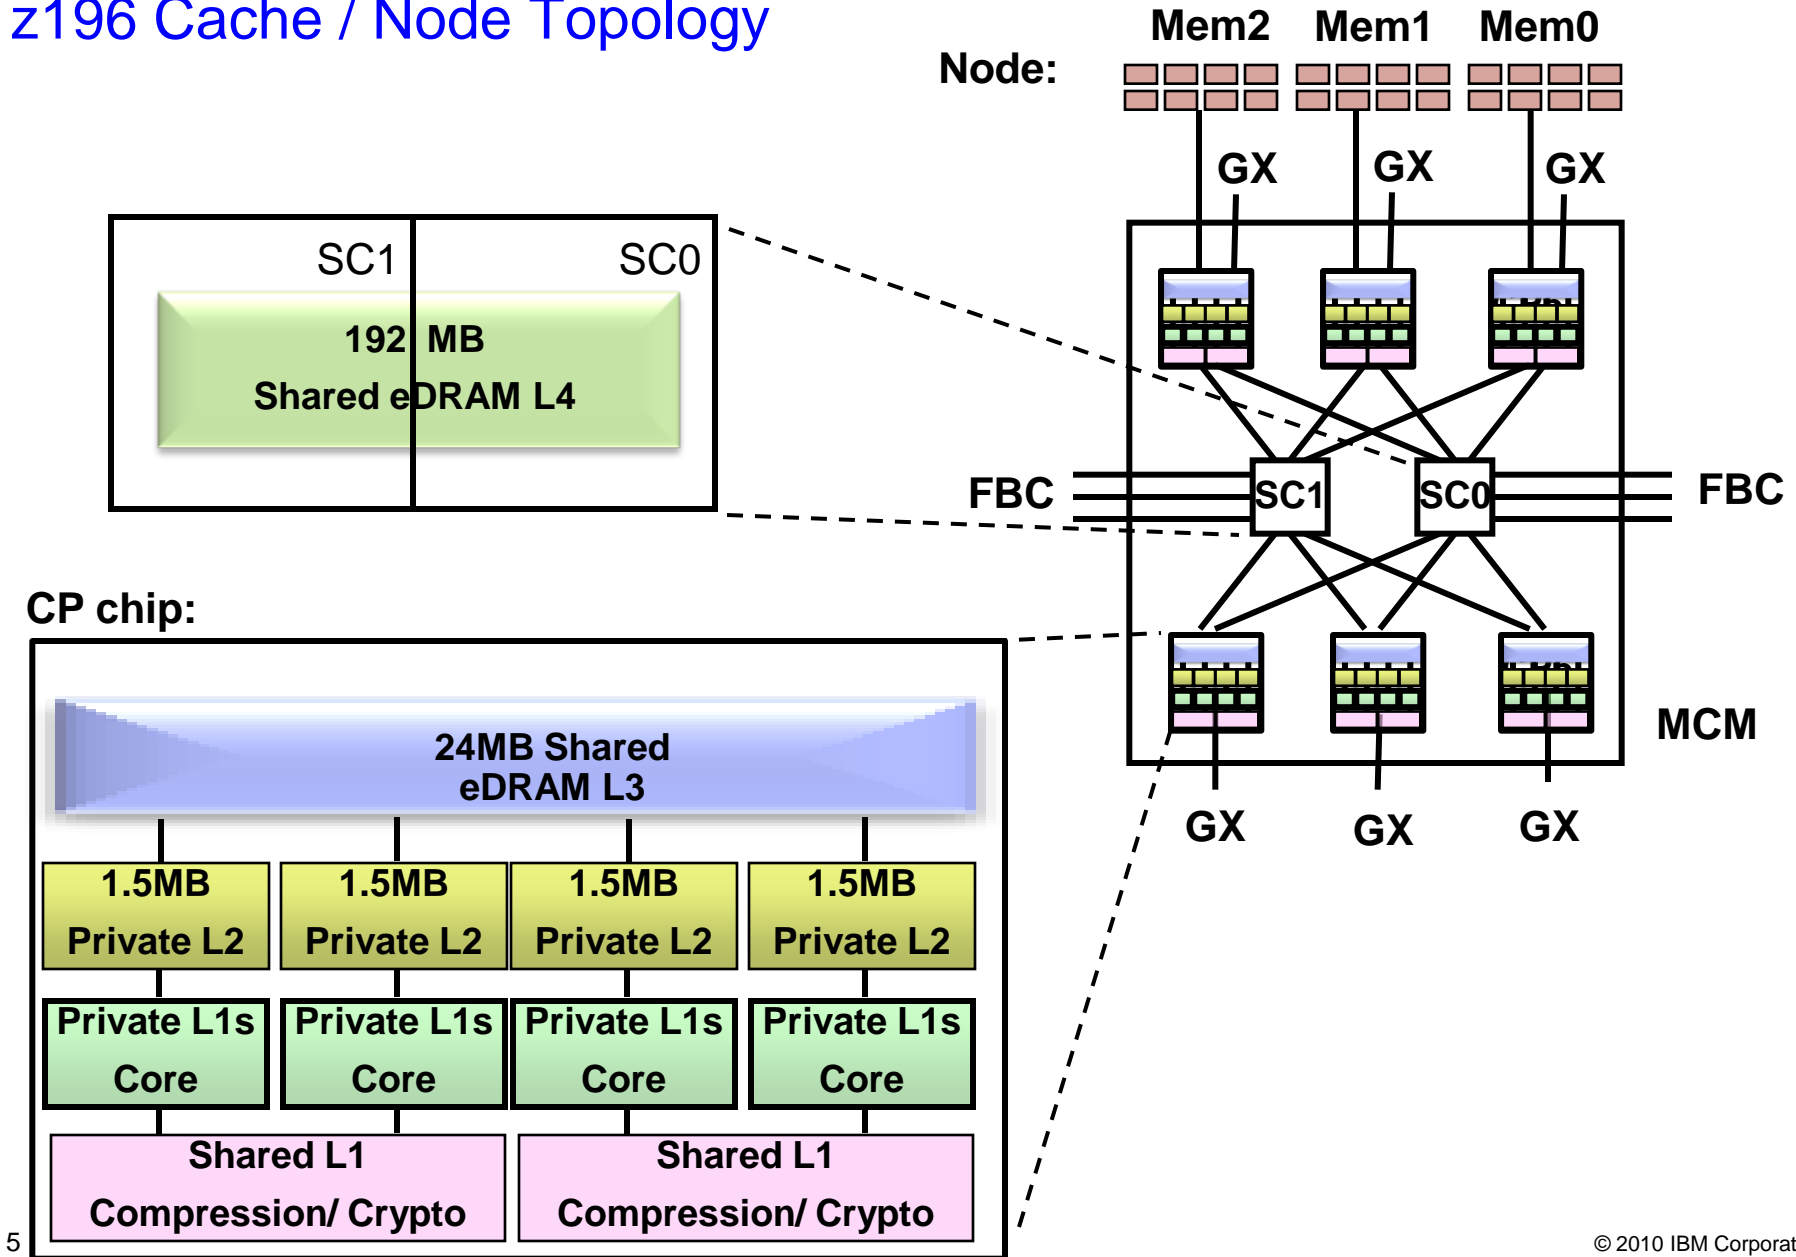 z196 Cache / Node Topology
Mem2 Mem1 Mem0
Node:
GX GX GX
SC1 SC0
192 MB
Shared eDRAM L4
FBC SC1 SC0 FBC
CP chip:
MCM
24MB Shared
eDRAM L3
GX GX GX
1.5MB 1.5MB 1.5MB 1.5MB
Private L2 Private L2 Private L2 Private L2
Private L1s Private L1s Private L1s Private L1s
Core Core Core Core
Shared L1 Shared L1
Compression/ Crypto Compression/ Crypto
5
© 2010 IBM Corporat